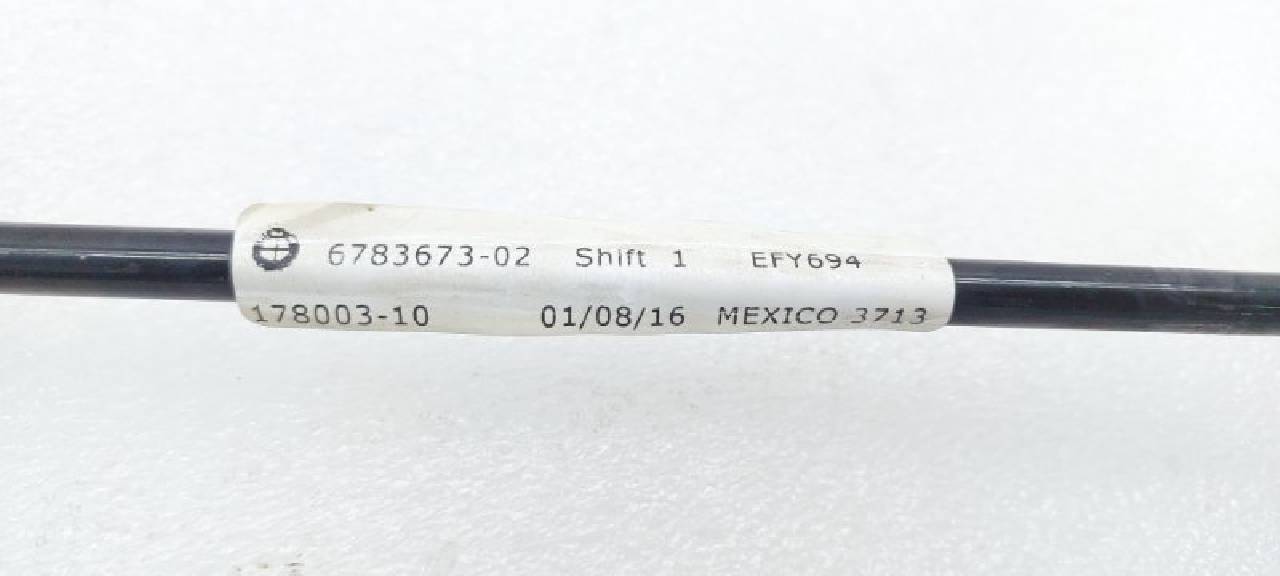 6783673-02 Shift 1 EFY694
178003-10 01/08/16 MEXICO 3713